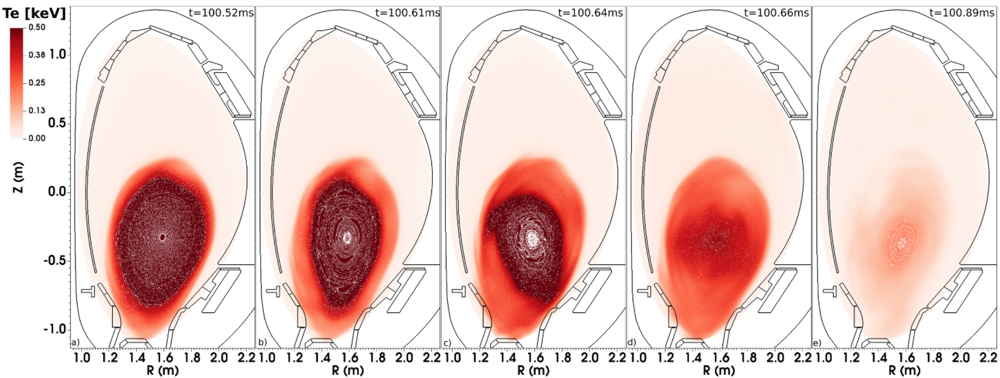 Te [keV]
0.50
0.38
0.25
0.13
0.00
t=100.52ms
t=100.61ms
t=100.64ms
t=100.66ms
t=100.89ms
Z (m)
1.0
0.5
0.0
-0.5
-1.0
a)
b)
c)
d)
e)
1.0 1.2 1.4 1.6 1.8 2.0 2.2
1.0 1.2 1.4 1.6 1.8 2.0 2.2
1.0 1.2 1.4 1.6 1.8 2.0 2.2
1.0 1.2 1.4 1.6 1.8 2.0 2.2
1.0 1.2 1.4 1.6 1.8 2.0 2.2
R (m)
R (m)
R (m)
R (m)
R (m)